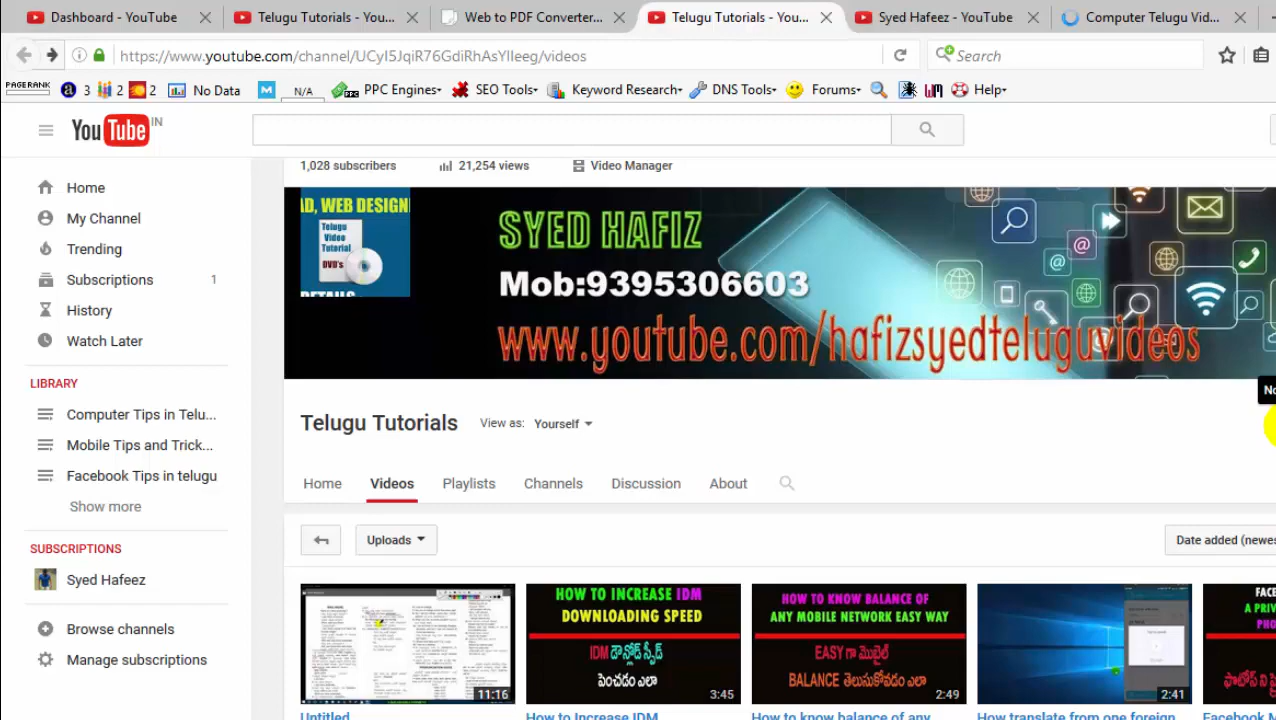 Dashboard - YouTube
Telugu Tutorials - You...
Web to PDF Converter...
Telugu Tutorials - You...
Syed Hafeez - YouTube
Computer Telugu Vid...
https://www.youtube.com/channel/UCyI5JqiR76GdiRhAsYIleeg/videos
Search
PAGERANK
3
2
2
No Data
N/A
PPC Engines
SEO Tools
Keyword Research
DNS Tools
Forums
Help
YouTube IN
1,028 subscribers
21,254 views
Video Manager
Home
My Channel
Trending
Subscriptions 1
History
Watch Later
LIBRARY
Computer Tips in Telu...
Mobile Tips and Trick...
Facebook Tips in telugu
Show more
SUBSCRIPTIONS
Syed Hafeez
Browse channels
Manage subscriptions
AD, WEB DESIGN
Telugu
Video
Tutorial
DVD's
DETAILS
SYED HAFIZ
Mob:9395306603
www.youtube.com/hafizsyedteluguvideos
Telugu Tutorials
View as: Yourself
Home
Videos
Playlists
Channels
Discussion
About
Uploads
Date added (newes
11:16
HOW TO INCREASE IDM
DOWNLOADING SPEED
IDM డౌన్లోడ్ స్పీడ్
పెంచడం ఎలా
3:45
HOW TO KNOW BALANCE OF
ANY MOBILE NETWORK EASY WAY
EASY గా మొబైల్
BALANCE తెలుసుకోవడం ఎలా
2:49
2:41
FACE
A PRIV
PHO
Untitled
How to Increase IDM
How to know balance of any
How translate from one foreign
Facebook M